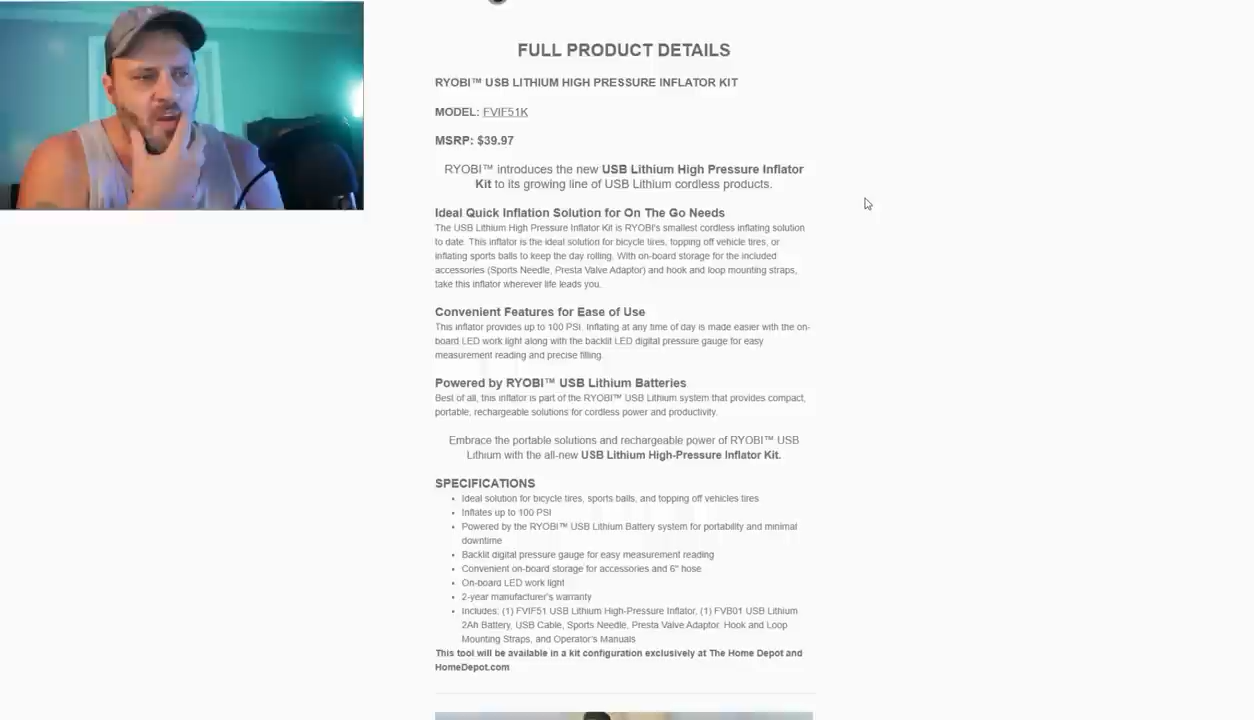 FULL PRODUCT DETAILS
RYOBI™ USB LITHIUM HIGH PRESSURE INFLATOR KIT
MODEL: FVIF51K
MSRP: $39.97
RYOBI™ introduces the new USB Lithium High Pressure Inflator
Kit to its growing line of USB Lithium cordless products.
Ideal Quick Inflation Solution for On The Go Needs
The USB Lithium High Pressure Inflator Kit is RYOBI's smallest cordless inflating solution
to date. This inflator is the ideal solution for bicycle tires, topping off vehicle tires, or
inflating sports balls to keep the day rolling. With on-board storage for the included
accessories (Sports Needle, Presta Valve Adaptor) and hook and loop mounting straps,
take this inflator wherever life leads you.
Convenient Features for Ease of Use
This inflator provides up to 100 PSI. Inflating at any time of day is made easier with the on-
board LED work light along with the backlit LED digital pressure gauge for easy
measurement reading and precise filling.
Powered by RYOBI™ USB Lithium Batteries
Best of all, this inflator is part of the RYOBI™ USB Lithium system that provides compact,
portable, rechargeable solutions for cordless power and productivity.
Embrace the portable solutions and rechargeable power of RYOBI™ USB
Lithium with the all-new USB Lithium High-Pressure Inflator Kit.
SPECIFICATIONS
• Ideal solution for bicycle tires, sports balls, and topping off vehicles tires
• Inflates up to 100 PSI
• Powered by the RYOBI™ USB Lithium Battery system for portability and minimal
downtime
• Backlit digital pressure gauge for easy measurement reading
• Convenient on-board storage for accessories and 6" hose
• On-board LED work light
• 2-year manufacturer's warranty
• Includes: (1) FVIF51 USB Lithium High-Pressure Inflator, (1) FVB01 USB Lithium
2Ah Battery, USB Cable, Sports Needle, Presta Valve Adaptor. Hook and Loop
Mounting Straps, and Operator's Manuals
This tool will be available in a kit configuration exclusively at The Home Depot and
HomeDepot.com